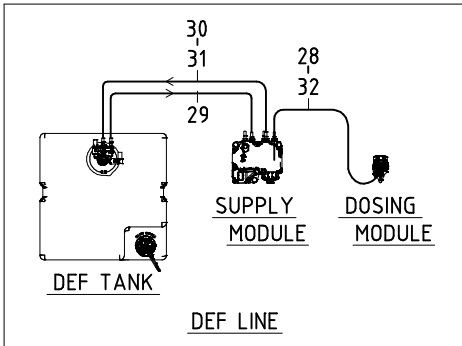 30
-
31
29
28
-
32
SUPPLY
MODULE
DOSING
MODULE
DEF TANK
DEF LINE